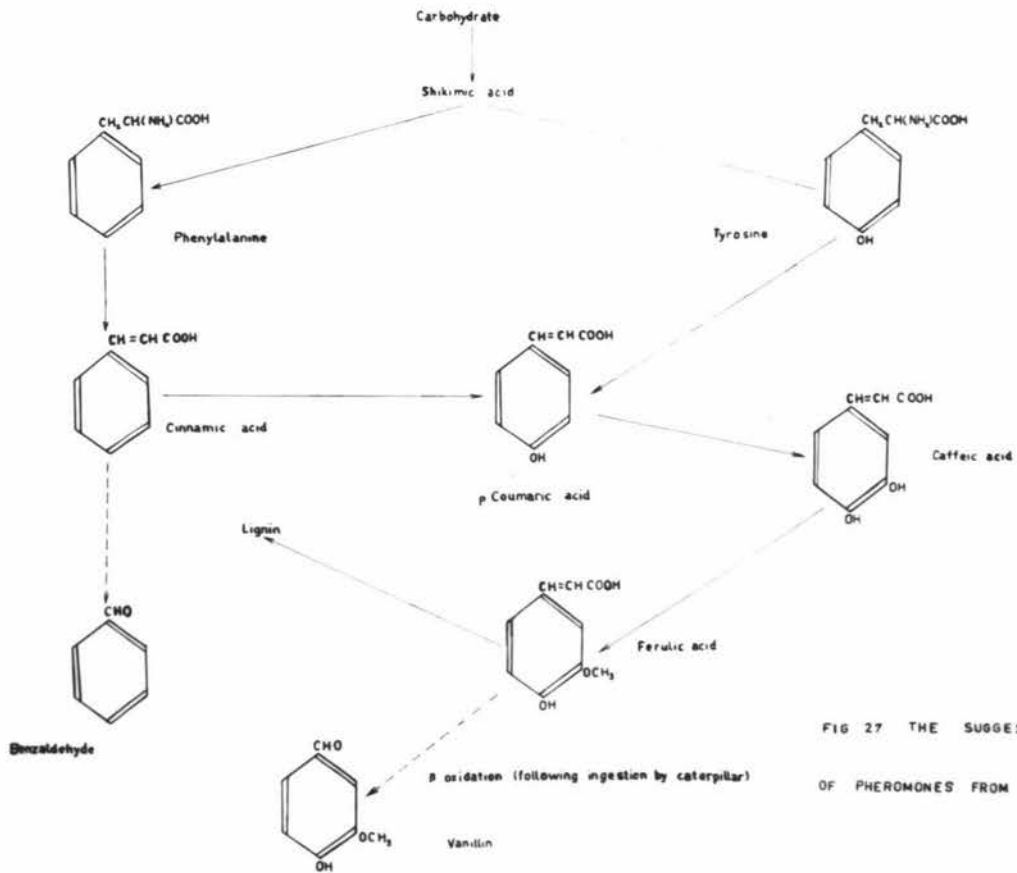 Carbohydrate
Shikimic acid
CH₂CH(NH₂)COOH
CH₂CH(NH₂)COOH
OH
Phenylalanine
Tyrosine
CH=CH COOH
CH=CH COOH
Cinnamic acid
OH
p Coumaric acid
CH=CH COOH
Caffeic acid
OH
OH
Lignin
CHO
CH=CH COOH
Ferulic acid
OCH₃
OH
Benzaldehyde
FIG 27 THE SUGGES
CHO
β oxidation (following ingestion by caterpillar)
OF PHEROMONES FROM
OCH₃
Vanillin
OH